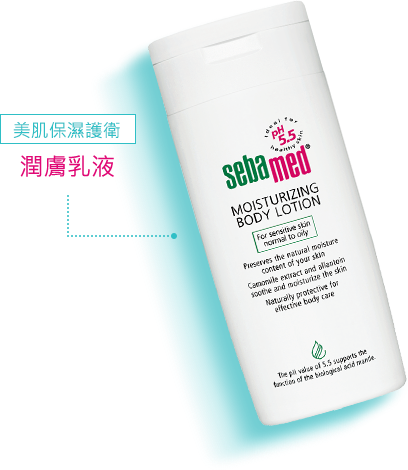 美肌保濕護衛
潤膚乳液
Ideal for
pH
5.5
healthy skin
sebamed®
MOISTURIZING
BODY LOTION
For sensitive skin
normal to oily
Preserves the natural moisture
content of your skin
Camomile extract and allantoin
soothe and moisturize the skin
Naturally protective for
effective body care
The pH value of 5.5 supports the
function of the biological acid mantle.